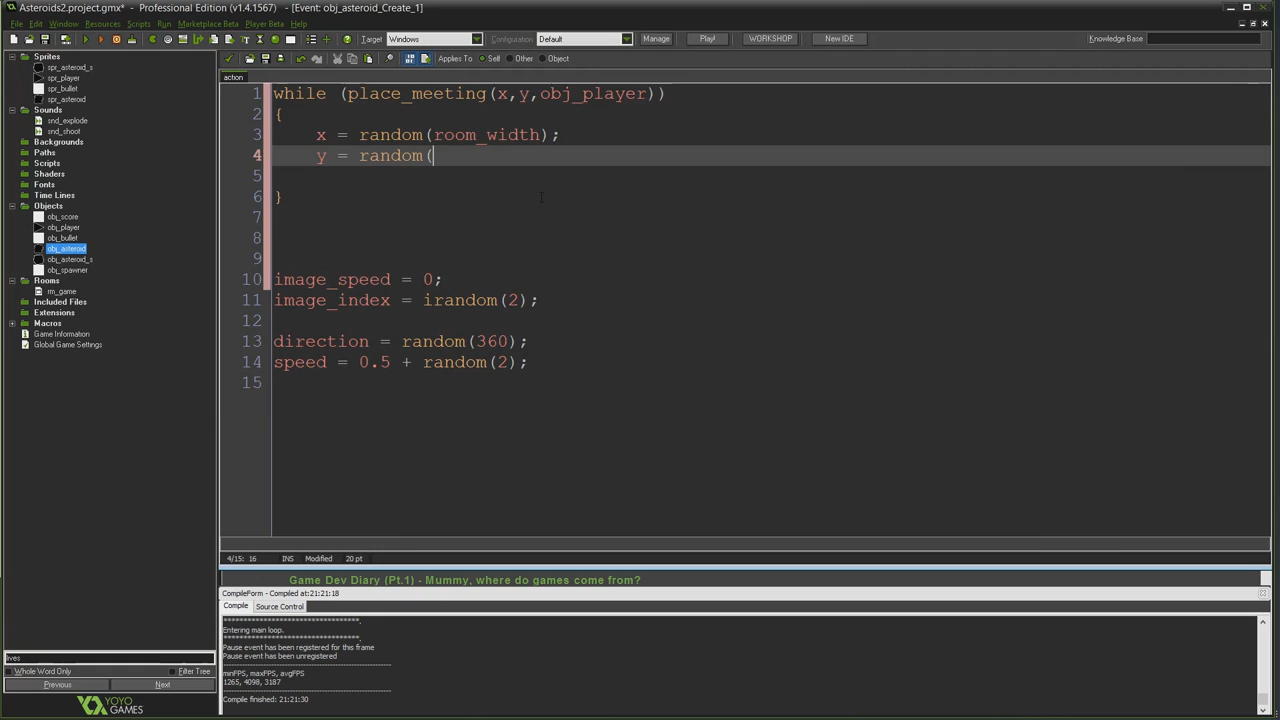 Asteroids2.project.gmx* - Professional Edition (v1.4.1567) - [Event: obj_asteroid_Create_1]
File Edit Window Resources Scripts Run Marketplace Beta Player Beta Help
Target Windows Configuration: Default Manage Play! WORKSHOP New IDE Knowledge Base
Applies To Self Other Object
action
Sprites
spr_asteroid_s
spr_player
spr_bullet
spr_asteroid
Sounds
snd_explode
snd_shoot
Backgrounds
Paths
Scripts
Shaders
Fonts
Time Lines
Objects
obj_score
obj_player
obj_bullet
obj_asteroid
obj_asteroid_s
obj_spawner
Rooms
rm_game
Included Files
Extensions
Macros
Game Information
Global Game Settings
lives
Whole Word Only Filter Tree
Previous Next
YOYO
GAMES
1 while (place_meeting(x,y,obj_player))
2 {
3 x = random(room_width);
4 y = random(
5
6 }
7
8
9
10 image_speed = 0;
11 image_index = irandom(2);
12
13 direction = random(360);
14 speed = 0.5 + random(2);
15
4/15: 16 INS Modified 20 pt
Game Dev Diary (Pt.1) - Mummy, where do games come from?
CompileForm - Compiled at:21:21:18
Compile Source Control
***********************************.
Entering main loop.
***********************************.
Pause event has been registered for this frame
Pause event has been unregistered
minFPS, maxFPS, avgFPS
1265, 4098, 3187
Compile finished: 21:21:30